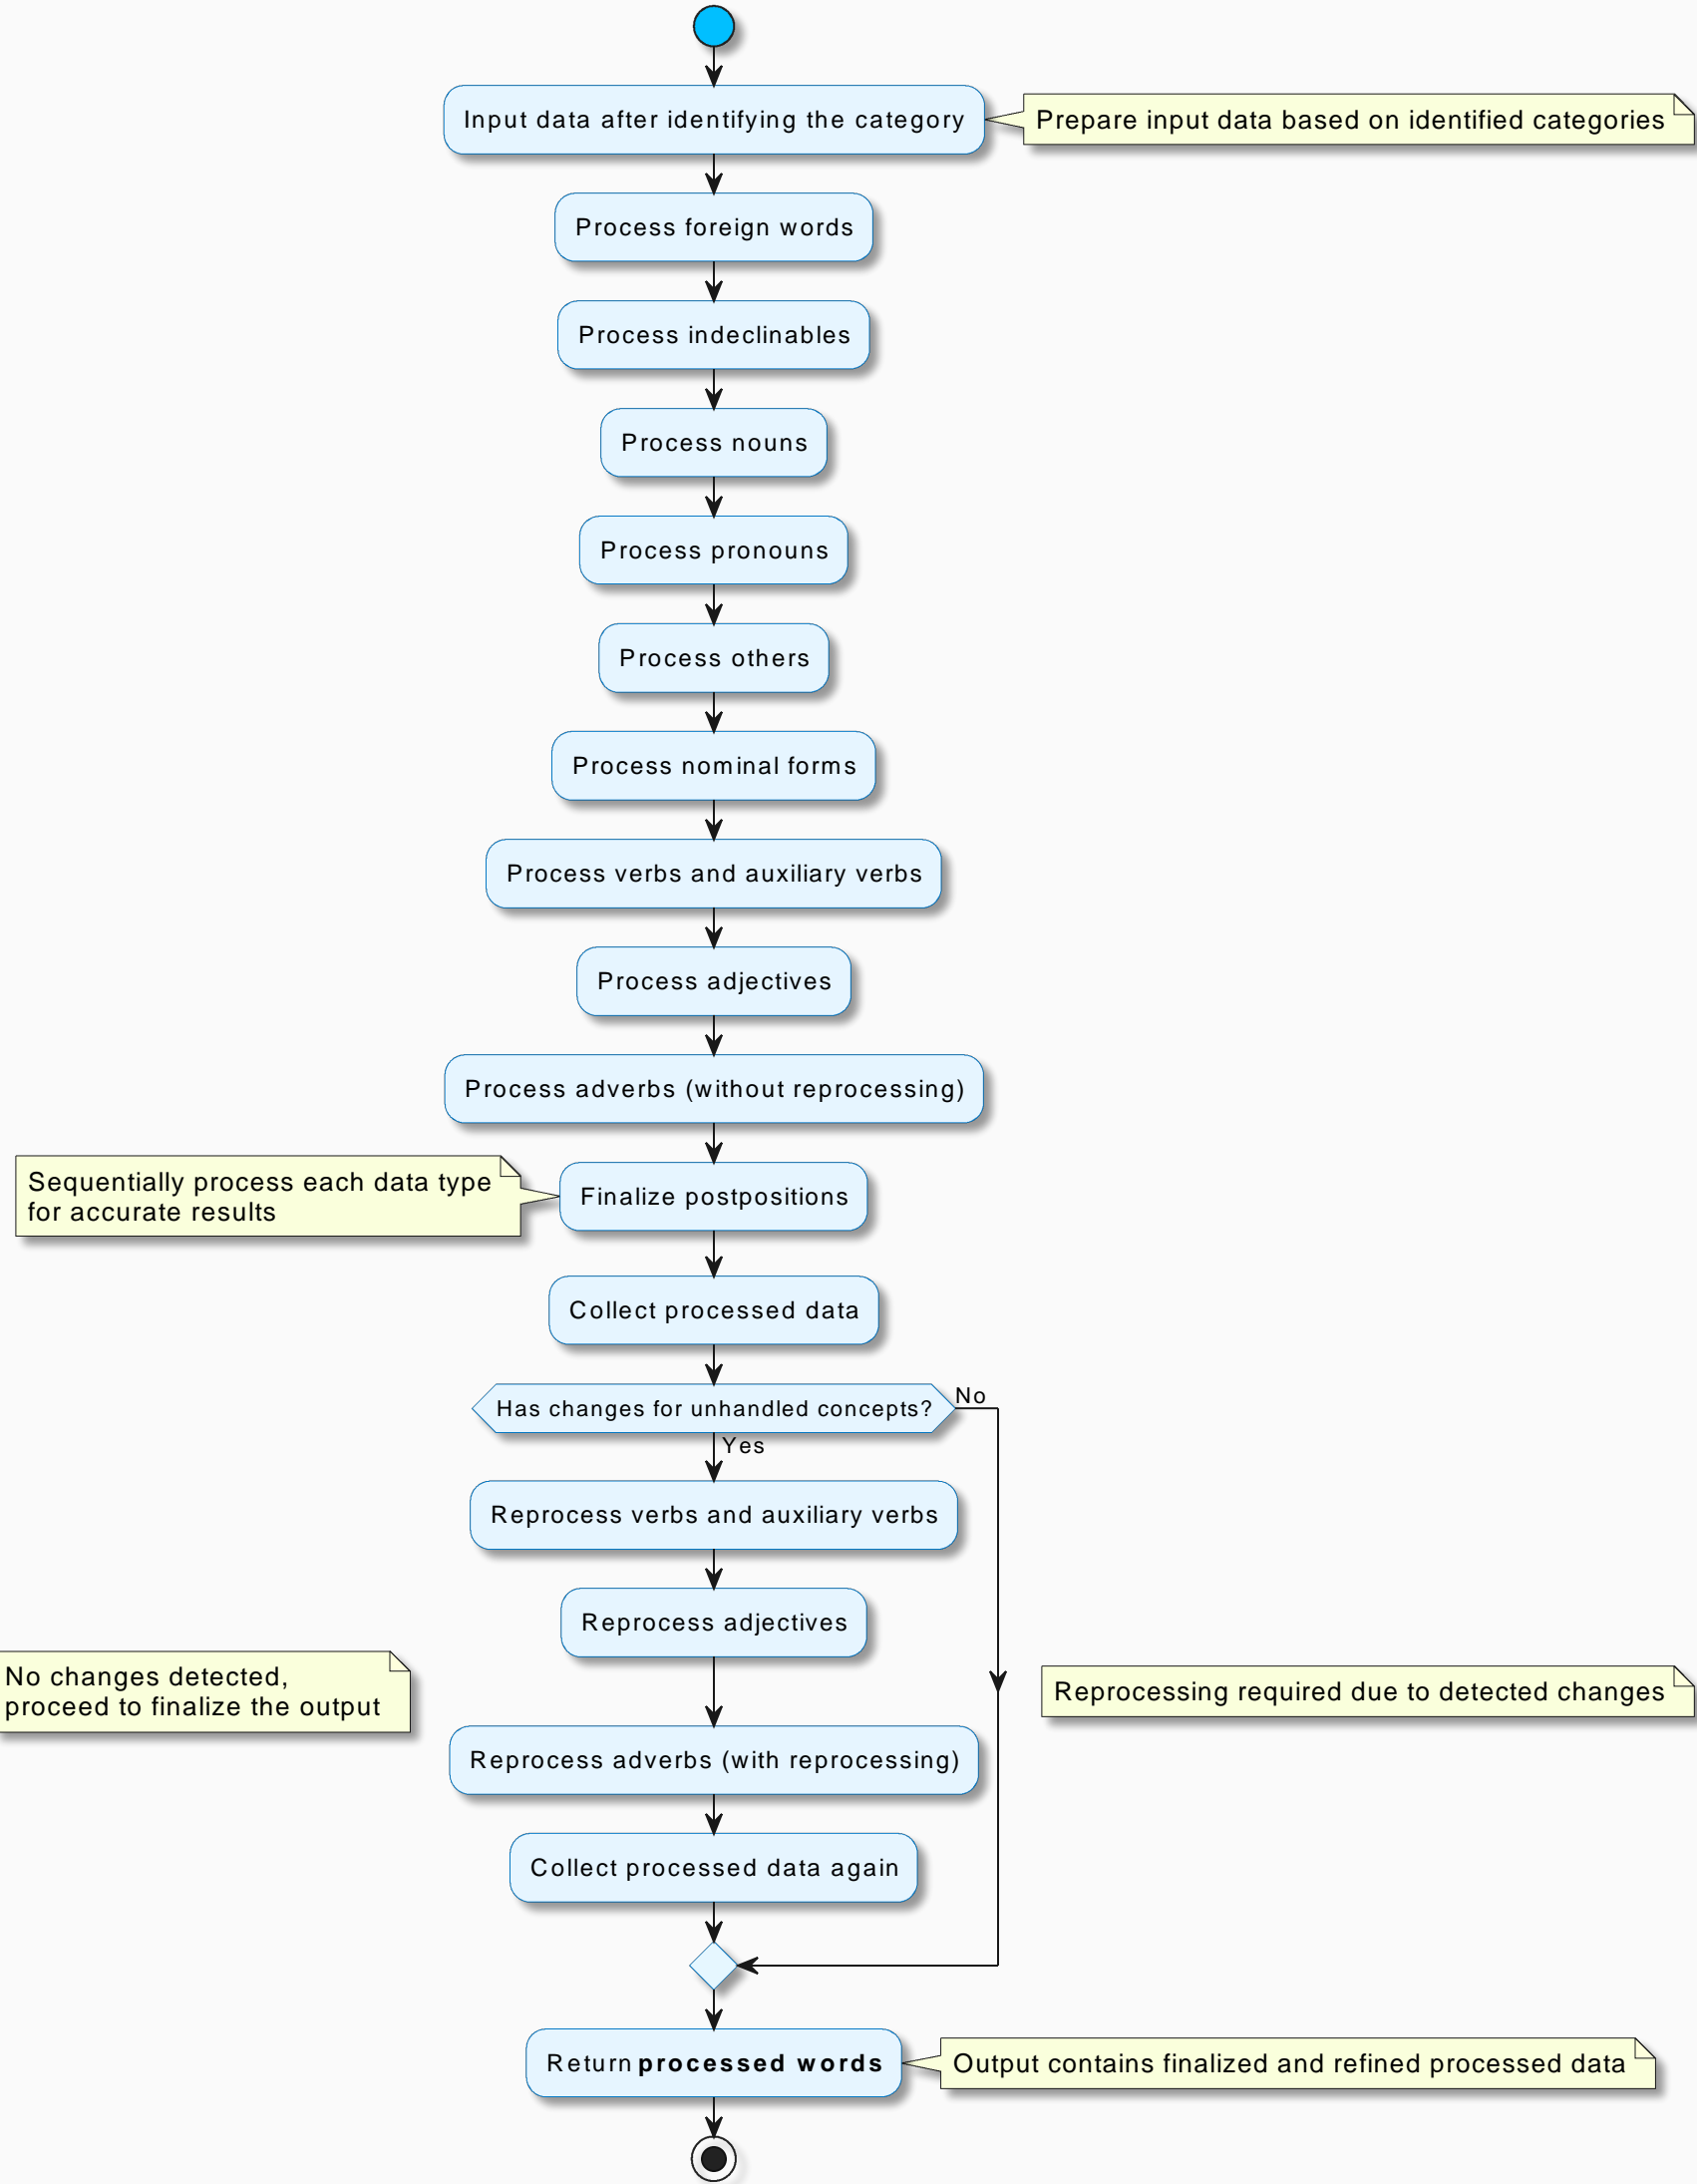 Input data after identifying the category
Prepare input data based on identified categories
Process foreign words
Process indeclinables
Process nouns
Process pronouns
Process others
Process nominal forms
Process verbs and auxiliary verbs
Process adjectives
Process adverbs (without reprocessing)
Sequentially process each data type
for accurate results
Finalize postpositions
Collect processed data
Has changes for unhandled concepts?
No
Yes
Reprocess verbs and auxiliary verbs
Reprocess adjectives
No changes detected,
proceed to finalize the output
Reprocessing required due to detected changes
Reprocess adverbs (with reprocessing)
Collect processed data again
Return processed words
Output contains finalized and refined processed data